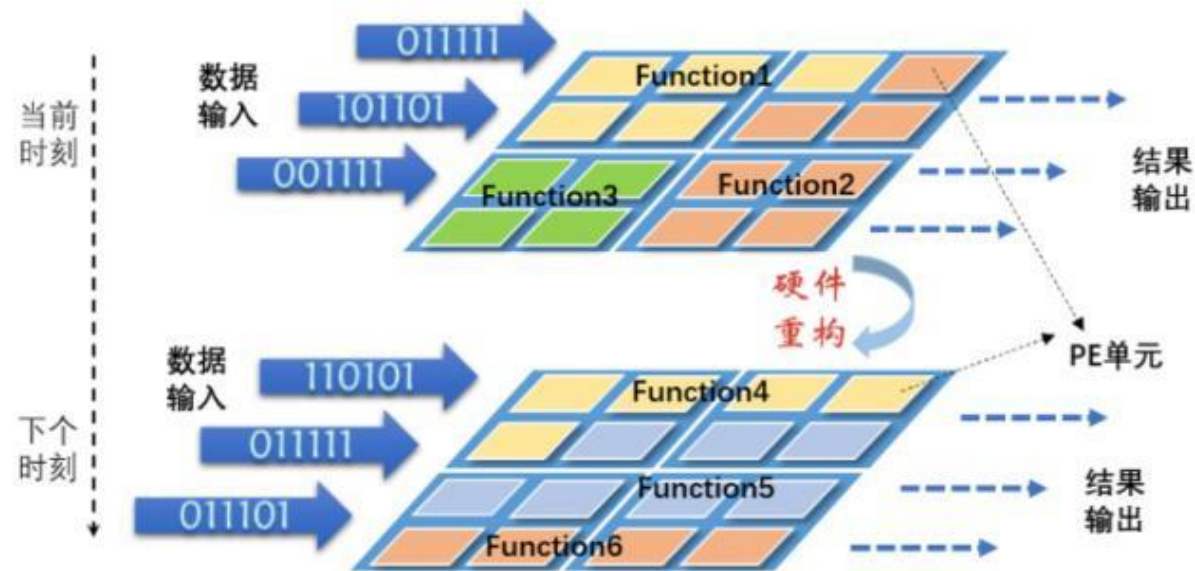 011111
数据
输入
101101
当前
时刻
001111
Function1
Function3
Function2
结果
输出
硬件
重构
PE单元
数据
输入
110101
下个
时刻
011111
011101
Function4
Function5
Function6
结果
输出